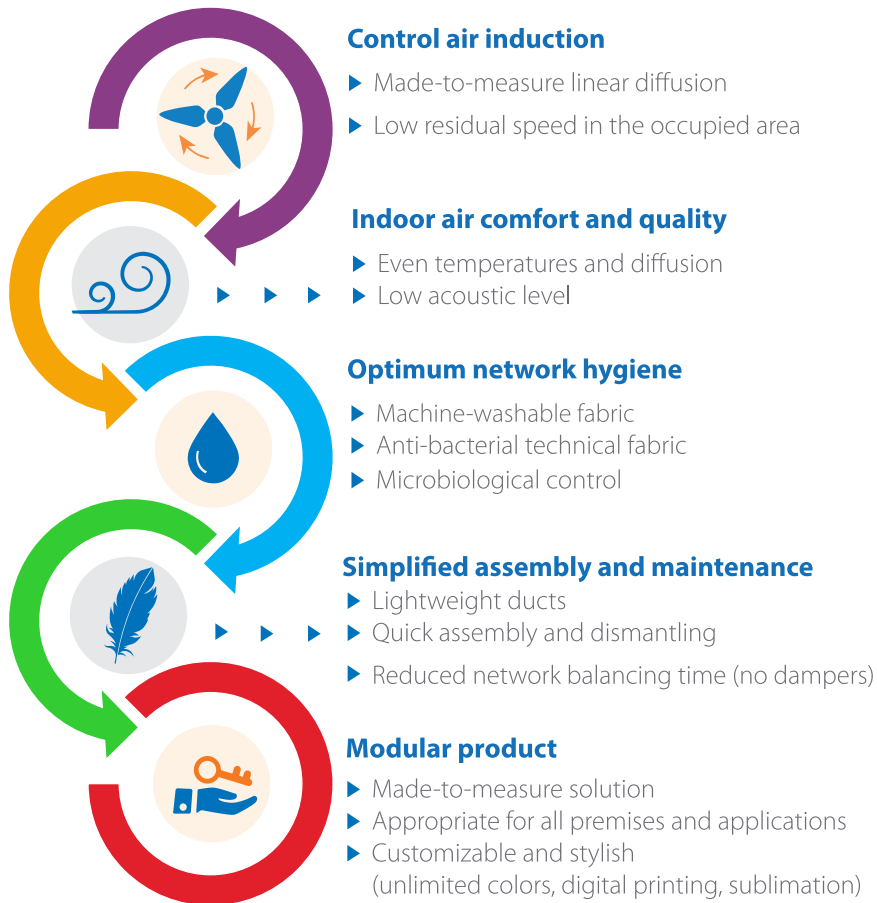 Control air induction
Made-to-measure linear diffusion
Low residual speed in the occupied area
Indoor air comfort and quality
Even temperatures and diffusion
Low acoustic level
Optimum network hygiene
Machine-washable fabric
Anti-bacterial technical fabric
Microbiological control
Simplified assembly and maintenance
Lightweight ducts
Quick assembly and dismantling
Reduced network balancing time (no dampers)
Modular product
Made-to-measure solution
Appropriate for all premises and applications
Customizable and stylish
(unlimited colors, digital printing, sublimation)